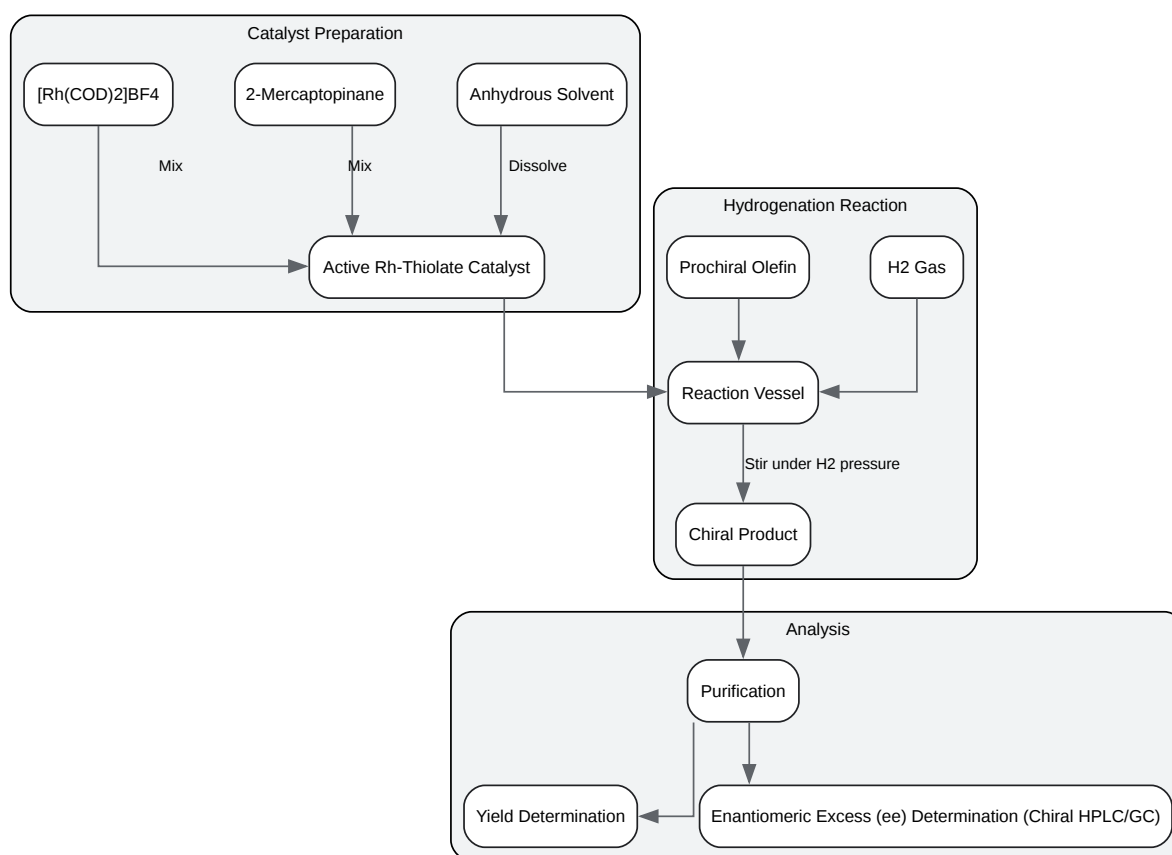 Catalyst Preparation
[Rh(COD)2]BF4
2-Mercaptopinane
Anhydrous Solvent
Mix
Mix
Dissolve
Active Rh-Thiolate Catalyst
Hydrogenation Reaction
Prochiral Olefin
H2 Gas
Reaction Vessel
Stir under H2 pressure
Chiral Product
Analysis
Purification
Yield Determination
Enantiomeric Excess (ee) Determination (Chiral HPLC/GC)